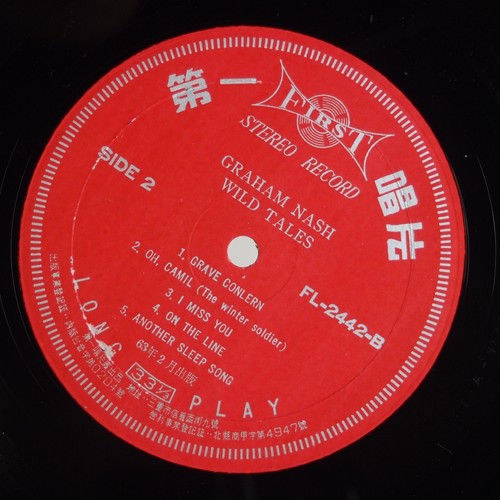 第一唱片
FIRST
STEREO RECORD
GRAHAM NASH
WILD TALES
SIDE 2
FL-2442-B
1. GRAVE CONLERN
2. OH, CAMIL (The winter soldier)
3. I MISS YOU
4. ON THE LINE
5. ANOTHER SLEEP SONG
63年2月出版
33⅓
LONG PLAY